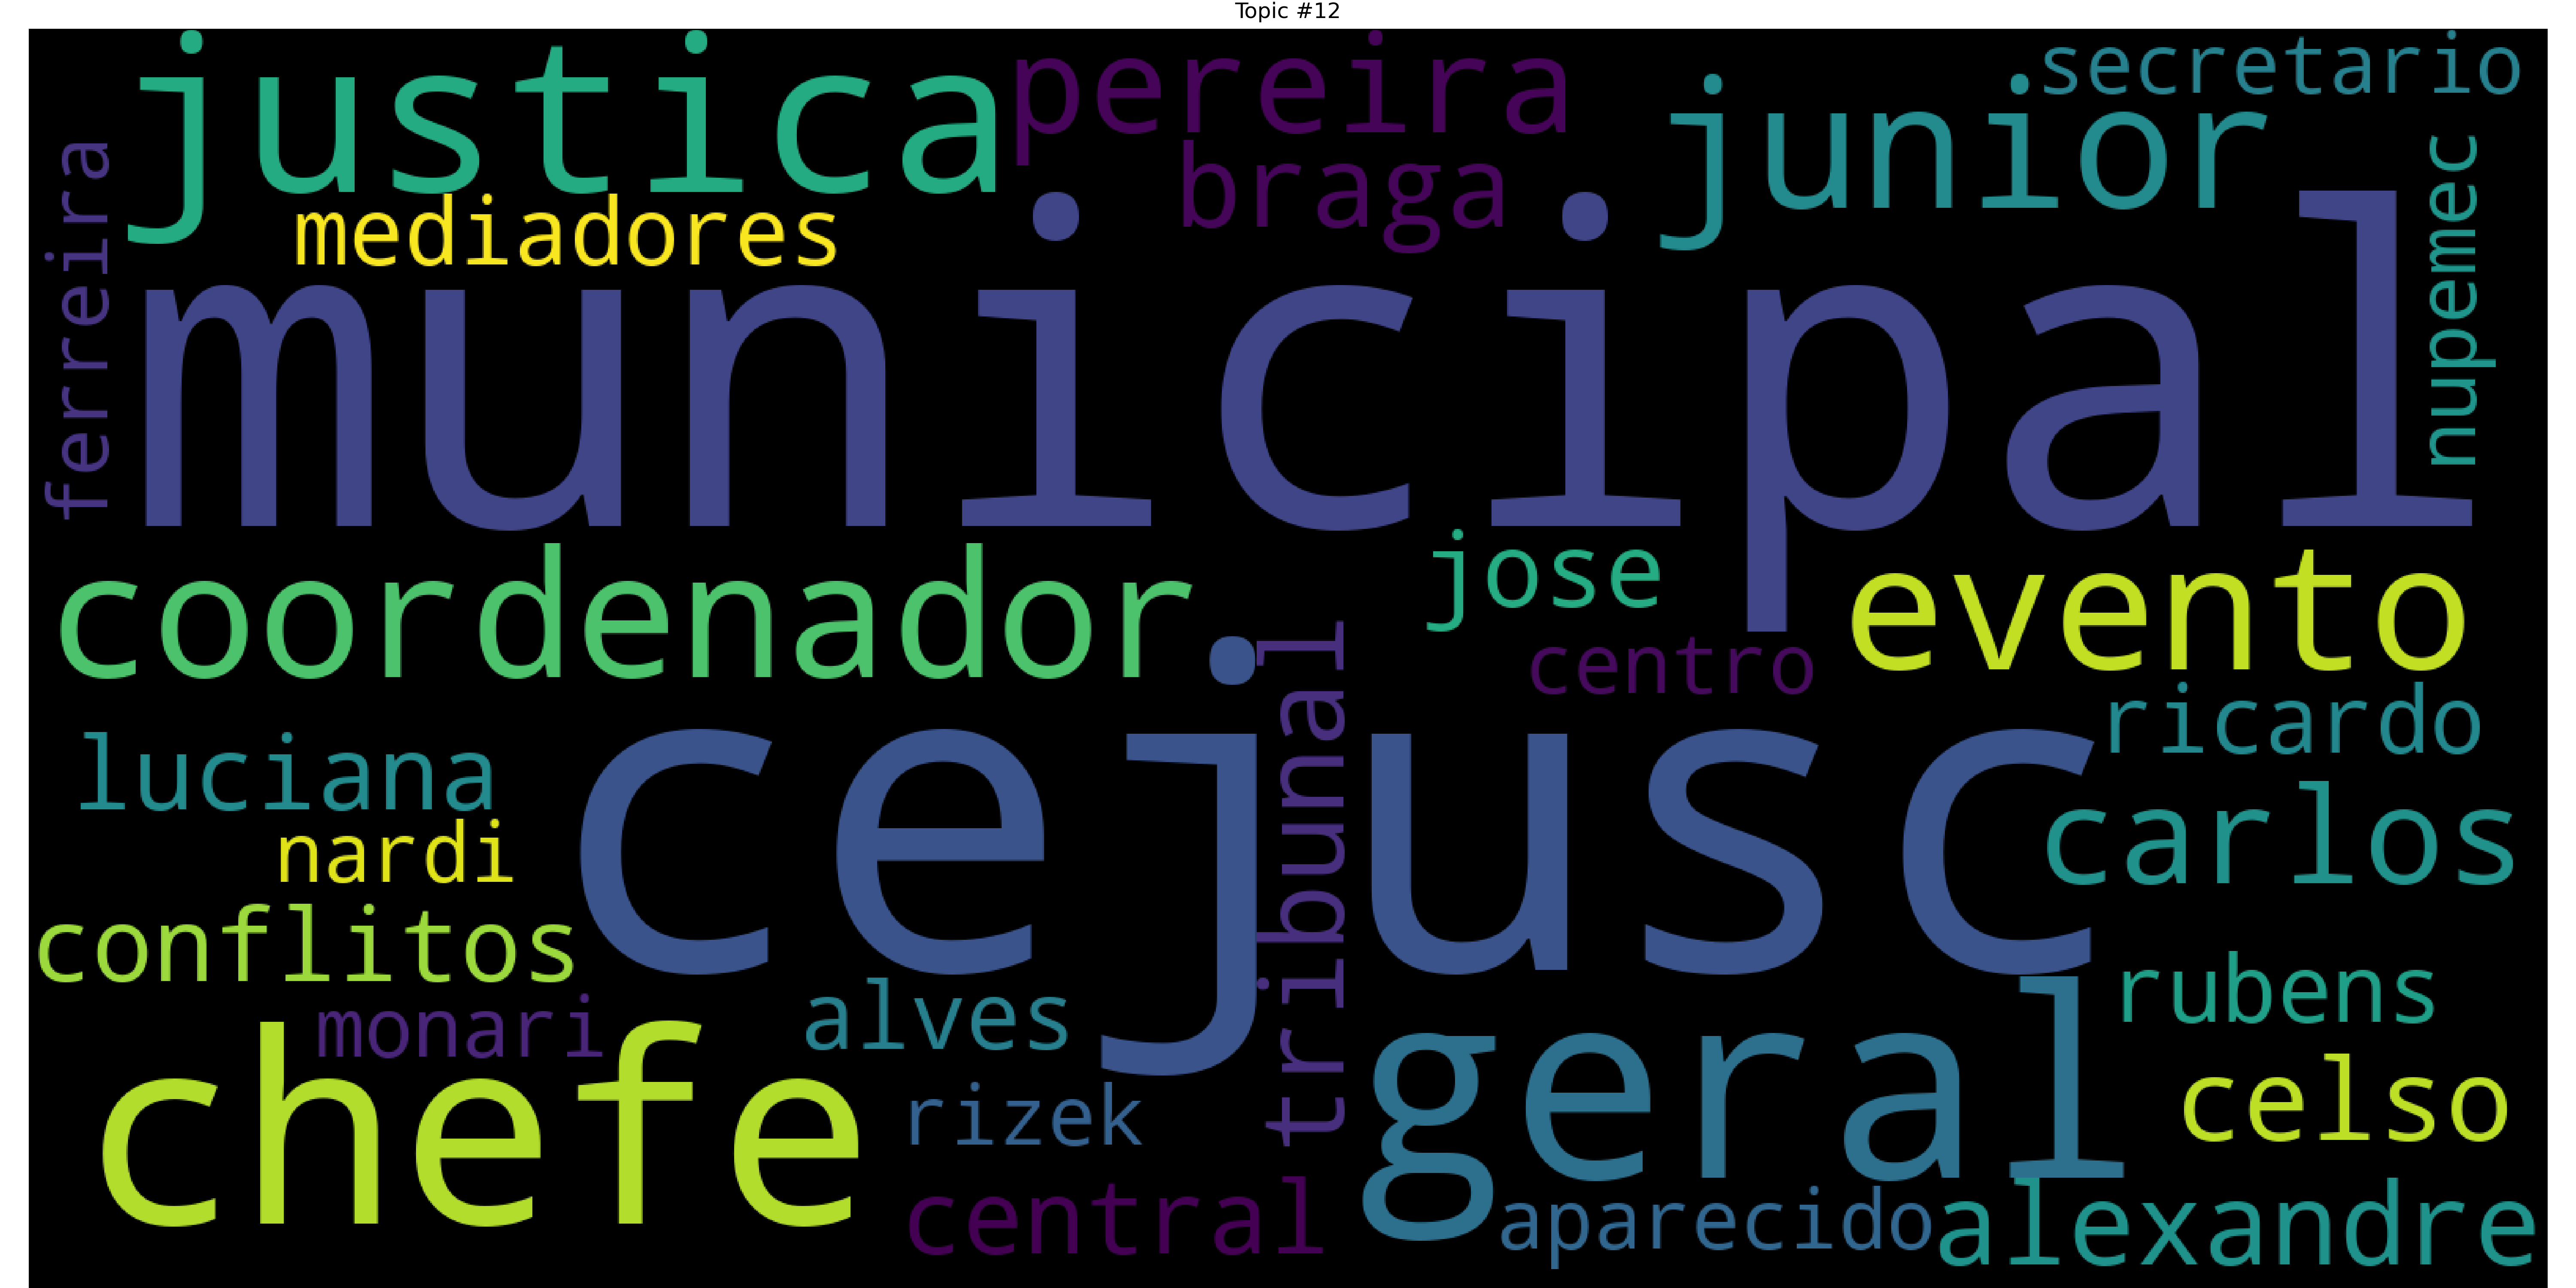 Topic #12
justica
pereira
secretario
junior
braga
mediadores
ferreira
nupemec
municipal
coordenador
jose
evento
centro
tribunal
cejusc
ricardo
luciana
carlos
nardi
conflitos
rubens
monari
alves
geral
chefe
rizek
celso
central
aparecido
alexandre